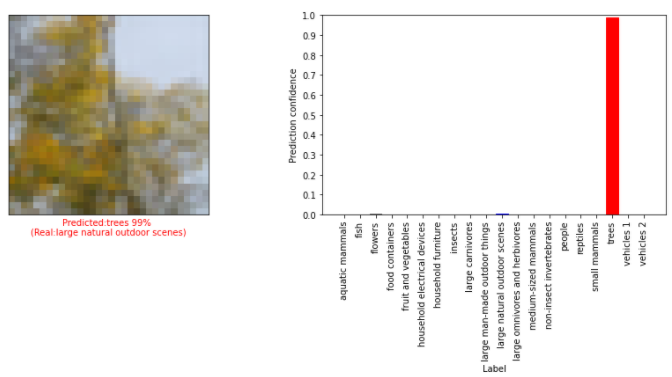 Predicted:trees 99%
(Real:large natural outdoor scenes)
1.0
0.9
0.8
0.7
0.6
0.5
0.4
0.3
0.2
0.1
0.0
Prediction confidence
aquatic mammals
fish
flowers
food containers
fruit and vegetables
household electrical devices
household furniture
insects
large carnivores
large man-made outdoor things
large natural outdoor scenes
large omnivores and herbivores
medium-sized mammals
non-insect invertebrates
people
reptiles
small mammals
trees
vehicles 1
vehicles 2
Label